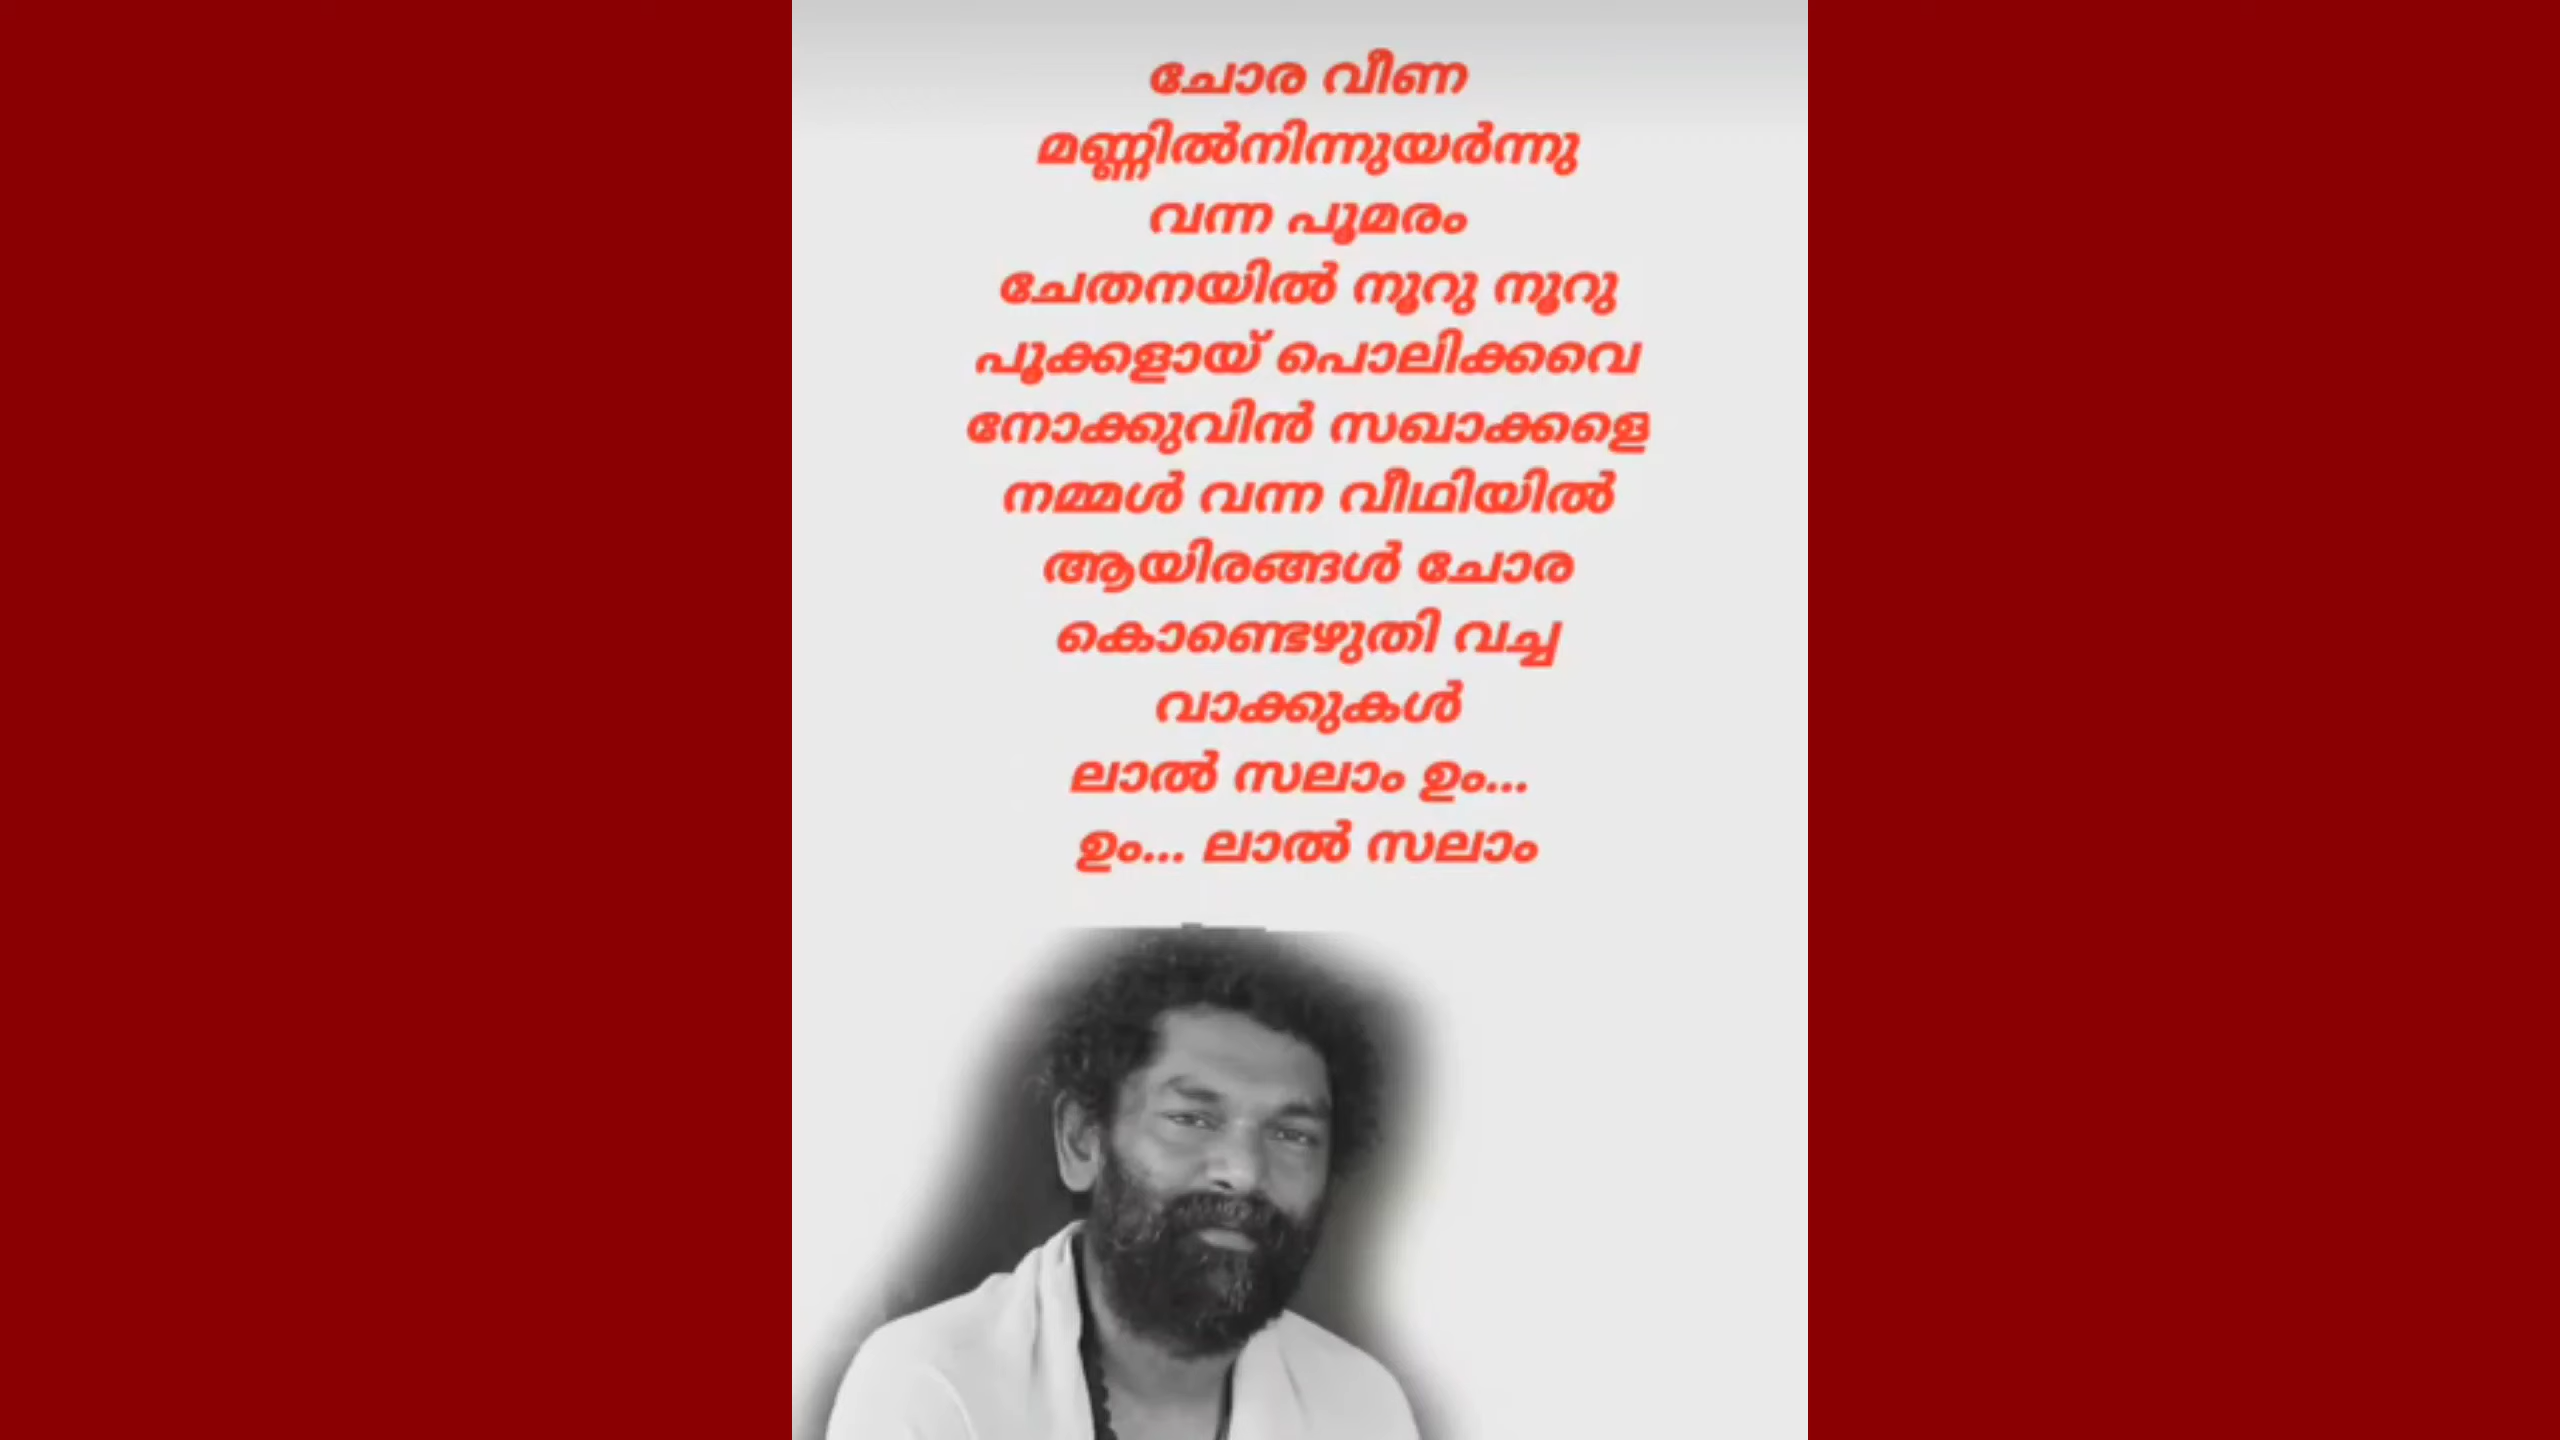 ചോര വീണ
മണ്ണിൽനിന്നുയർന്നു
വന്ന പൂമരം
ചേതനയിൽ നൂറു നൂറു
പൂക്കളായ് പൊലിക്കവെ
നോക്കുവിൻ സഖാക്കളെ
നമ്മൾ വന്ന വീഥിയിൽ
ആയിരങ്ങൾ ചോര
കൊണ്ടെഴുതി വച്ച
വാക്കുകൾ
ലാൽ സലാം ഉം...
ഉം... ലാൽ സലാം